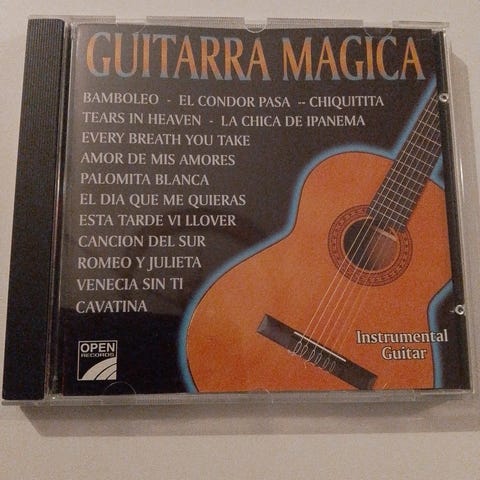 GUITARRA MAGICA
BAMBOLEO - EL CONDOR PASA -- CHIQUITITA
TEARS IN HEAVEN - LA CHICA DE IPANEMA
EVERY BREATH YOU TAKE
AMOR DE MIS AMORES
PALOMITA BLANCA
EL DIA QUE ME QUIERAS
ESTA TARDE VI LLOVER
CANCION DEL SUR
ROMEO Y JULIETA
VENECIA SIN TI
CAVATINA
OPEN
RECORDS
Instrumental
Guitar